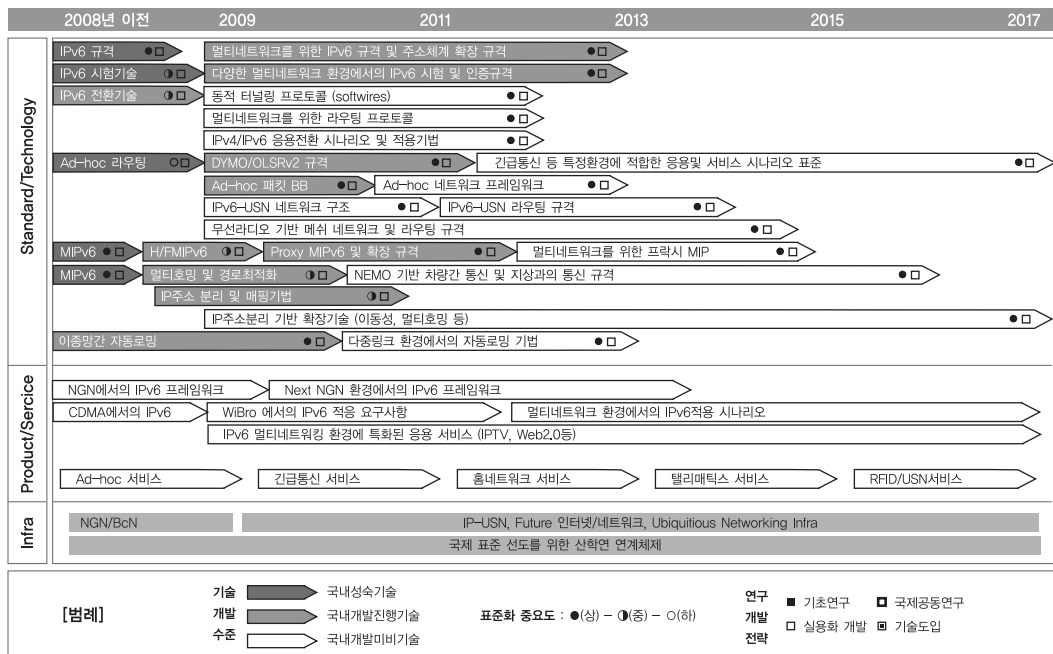 2008년 이전 2009 2011 2013 2015 2017
Standard/Technology
IPv6 규격 ●□ 멀티네트워크를 위한 IPv6 규격 및 주소체계 확장 규격 ●□
IPv6 시험기술 ◑□ 다양한 멀티네트워크 환경에서의 IPv6 시험 및 인증규격 ●□
IPv6 전환기술 ◑□ 동적 터널링 프로토콜 (softwires) ●□
멀티네트워크를 위한 라우팅 프로토콜 ●□
IPv4/IPv6 응용전환 시나리오 및 적용기법 ●□
Ad-hoc 라우팅 ○□ DYMO/OLSRv2 규격 ●□ 긴급통신 등 특정환경에 적합한 응용및 서비스 시나리오 표준 ●□
Ad-hoc 패킷 BB ●□ Ad-hoc 네트워크 프레임워크 ●□
IPv6-USN 네트워크 구조 ●□ IPv6-USN 라우팅 규격 ●□
무선라디오 기반 메쉬 네트워크 및 라우팅 규격 ●□
MIPv6 ●□ H/FMIPv6 ◑□ Proxy MIPv6 및 확장 규격 ●□ 멀티네트워크를 위한 프락시 MIP ●□
MIPv6 ●□ 멀티호밍 및 경로최적화 ◑□ NEMO 기반 차량간 통신 및 지상과의 통신 규격 ●□
IP주소 분리 및 매핑기법 ◑□
IP주소분리 기반 확장기술 (이동성, 멀티호밍 등) ●□
이종망간 자동로밍 ●□ 다중링크 환경에서의 자동로밍 기법 ●□
Product/Sercice
NGN에서의 IPv6 프레임워크 Next NGN 환경에서의 IPv6 프레임워크
CDMA에서의 IPv6 WiBro 에서의 IPv6 적응 요구사항 멀티네트워크 환경에서의 IPv6적용 시나리오
IPv6 멀티네트워킹 환경에 특화된 응용 서비스 (IPTV, Web2.0등)
Ad-hoc 서비스 긴급통신 서비스 홈네트워크 서비스 탤리매틱스 서비스 RFID/USN서비스
Infra
NGN/BcN IP-USN, Future 인터넷/네트워크, Ubiquitious Networking Infra
국제 표준 선도를 위한 산학연 연계체제
[범례]
기술 개발 수준
국내성숙기술
국내개발진행기술
국내개발미비기술
표준화 중요도 : ●(상) - ◑(중) - ○(하)
연구 개발 전략
■ 기초연구 ◘ 국제공동연구
□ 실용화 개발 ▣ 기술도입